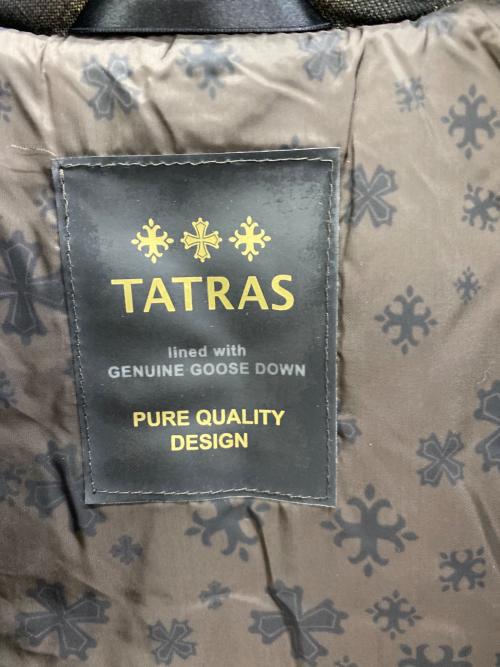 TATRAS
lined with
GENUINE GOOSE DOWN
PURE QUALITY
DESIGN